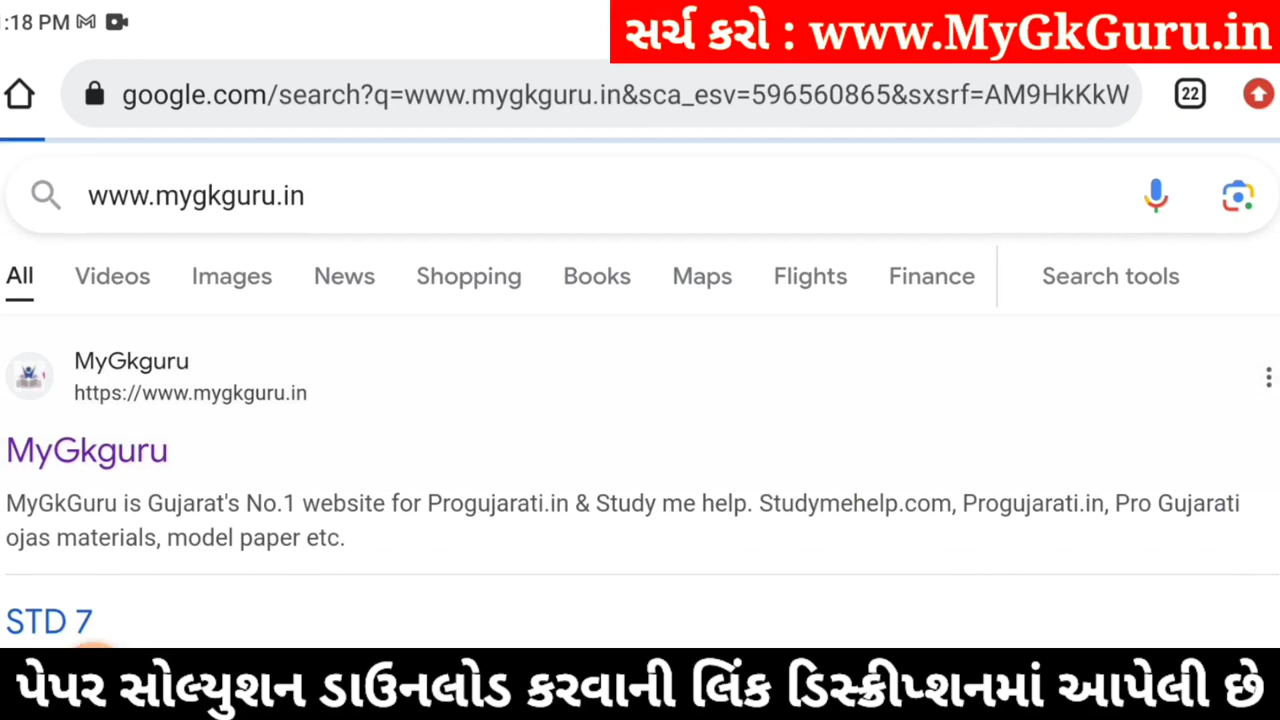 :18 PM
સર્ચ કરો : www.MyGkGuru.in
google.com/search?q=www.mygkguru.in&sca_esv=596560865&sxsrf=AM9HkKkW
22
www.mygkguru.in
All Videos Images News Shopping Books Maps Flights Finance Search tools
MyGkguru
https://www.mygkguru.in
MyGkguru
MyGkGuru is Gujarat's No.1 website for Progujarati.in & Study me help. Studymehelp.com, Progujarati.in, Pro Gujarati
ojas materials, model paper etc.
STD 7
પેપર સોલ્યુશન ડાઉનલોડ કરવાની લિંક ડિસ્ક્રીપ્શનમાં આપેલી છે